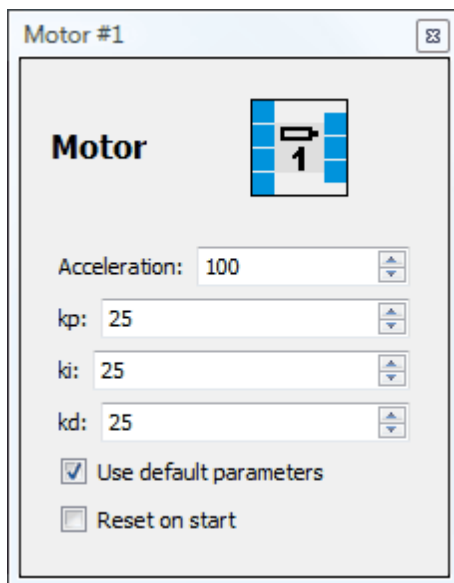 Motor #1
Motor
1
Acceleration: 100
kp: 25
ki: 25
kd: 25
Use default parameters
Reset on start